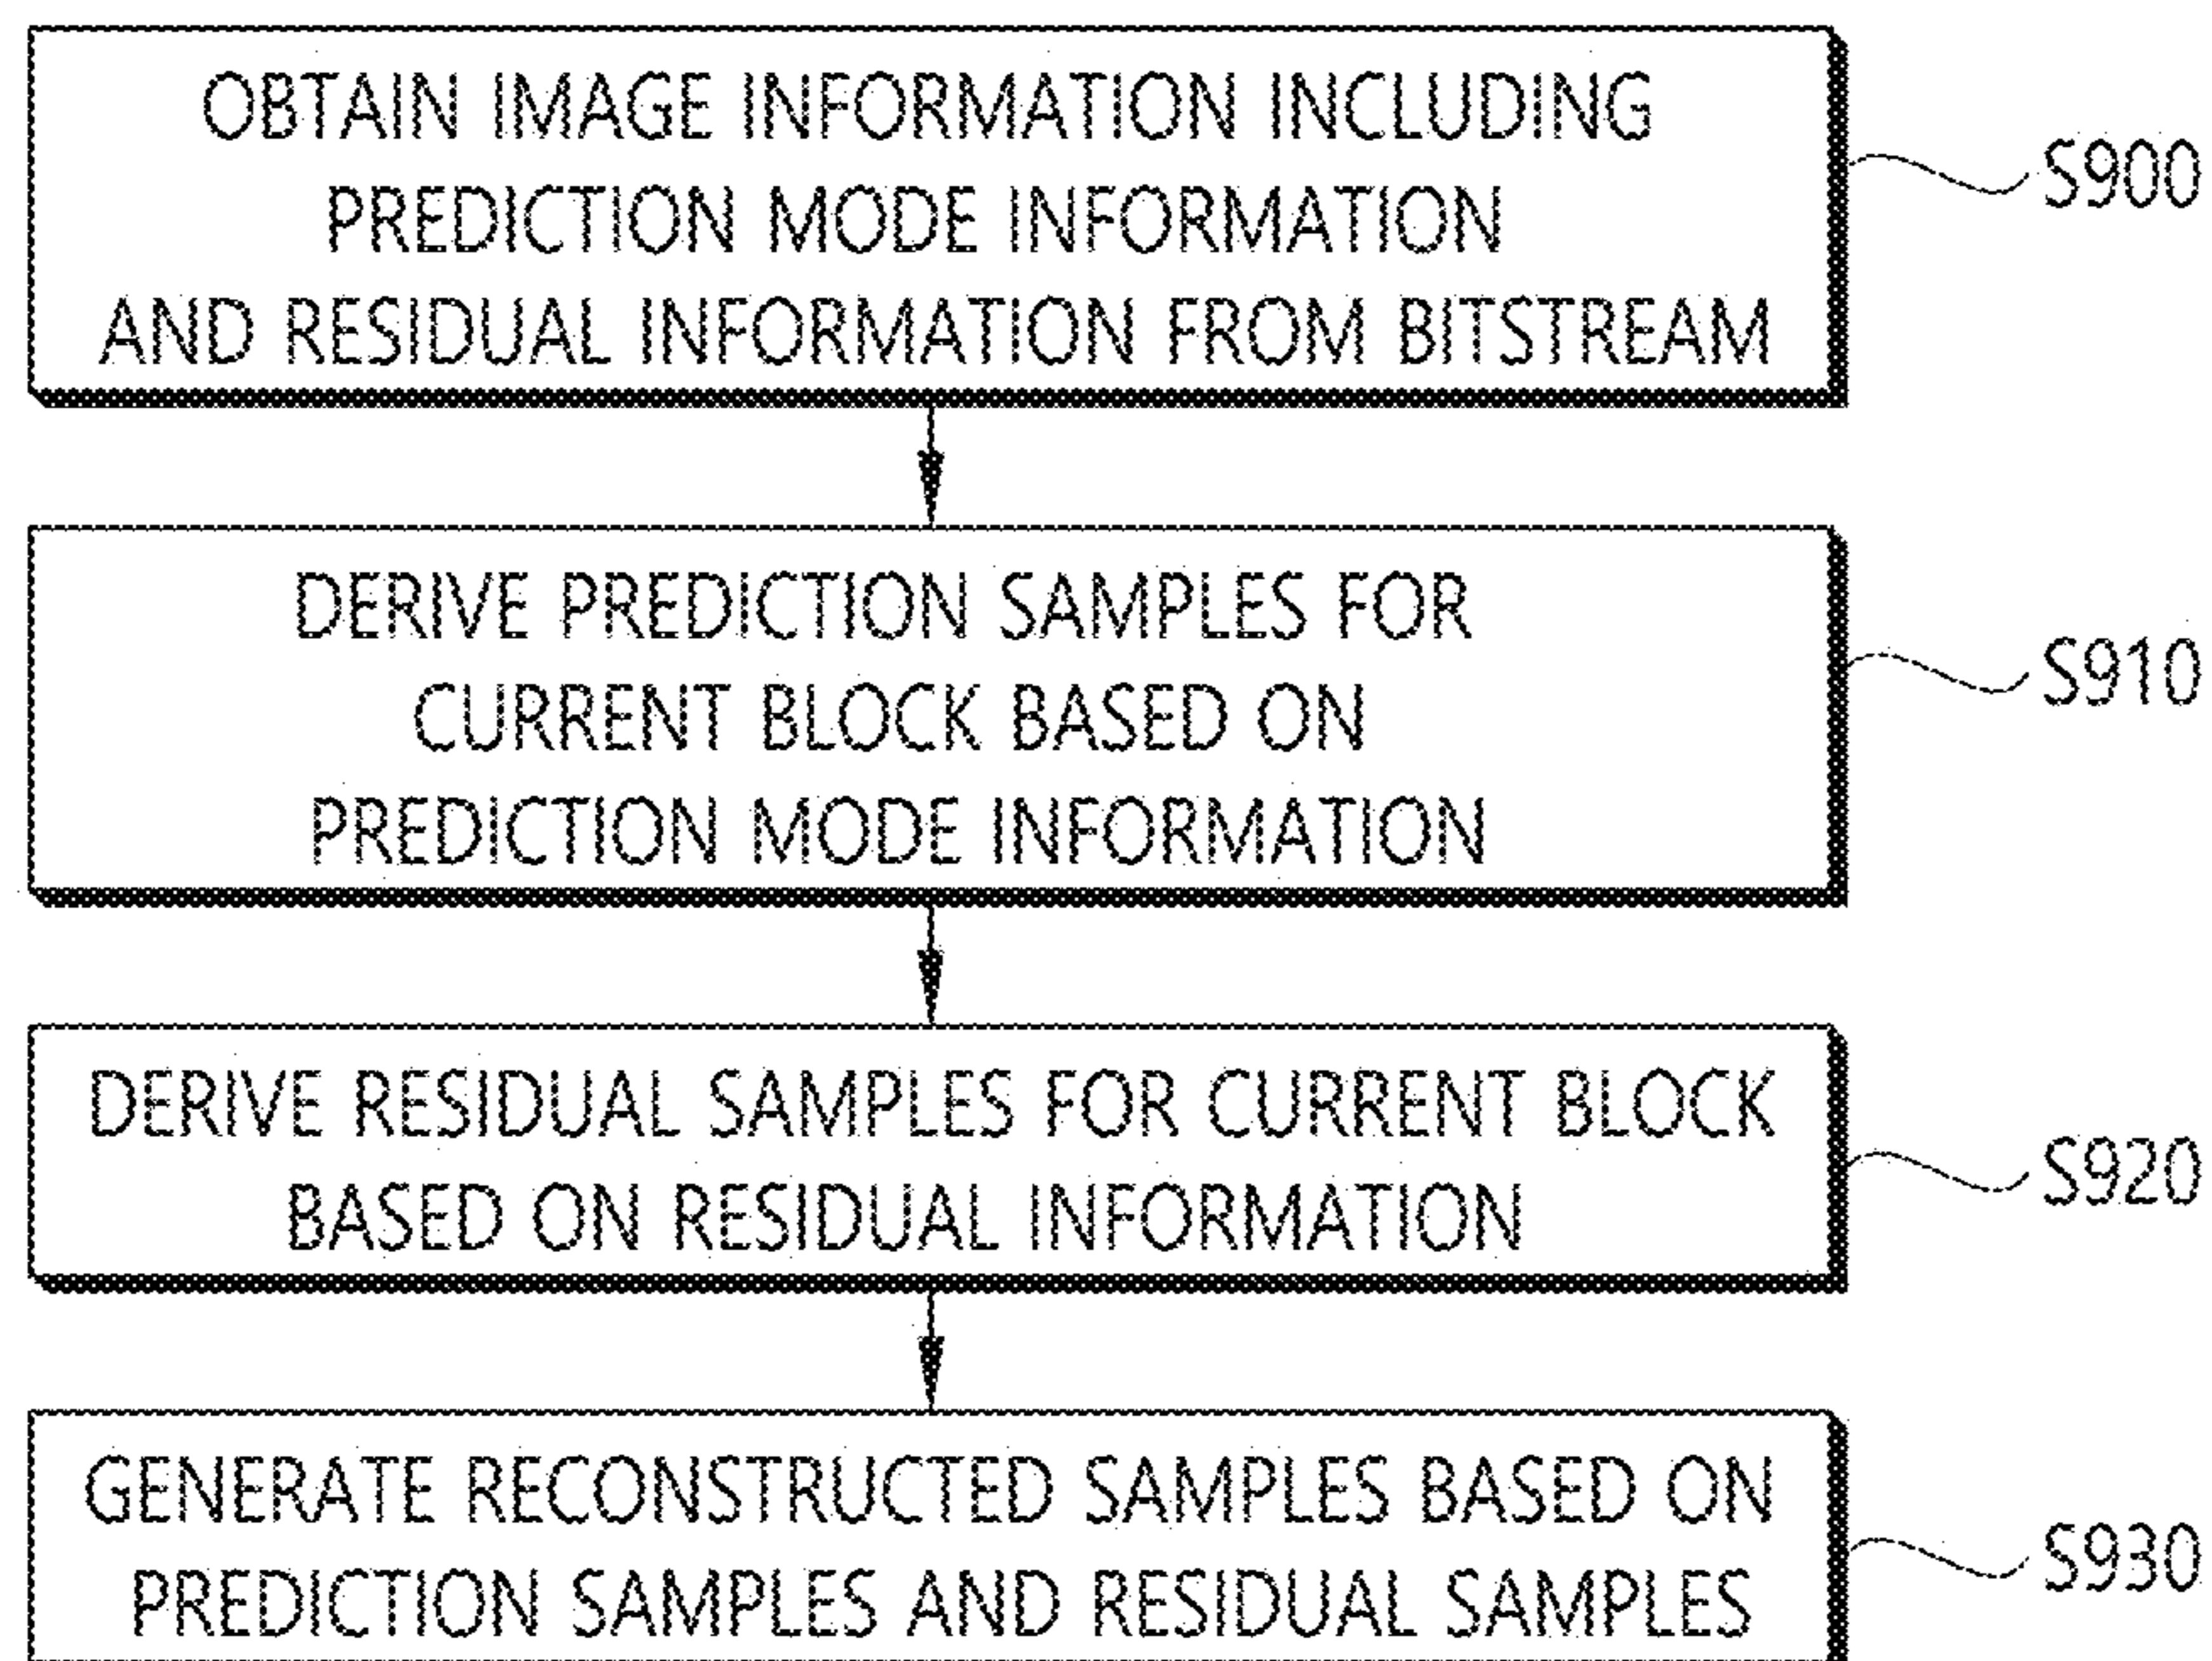 OBTAIN IMAGE INFORMATION INCLUDING
PREDICTION MODE INFORMATION
AND RESIDUAL INFORMATION FROM BITSTREAM
S900
DERIVE PREDICTION SAMPLES FOR
CURRENT BLOCK BASED ON
PREDICTION MODE INFORMATION
S910
DERIVE RESIDUAL SAMPLES FOR CURRENT BLOCK
BASED ON RESIDUAL INFORMATION
S920
GENERATE RECONSTRUCTED SAMPLES BASED ON
PREDICTION SAMPLES AND RESIDUAL SAMPLES
S930